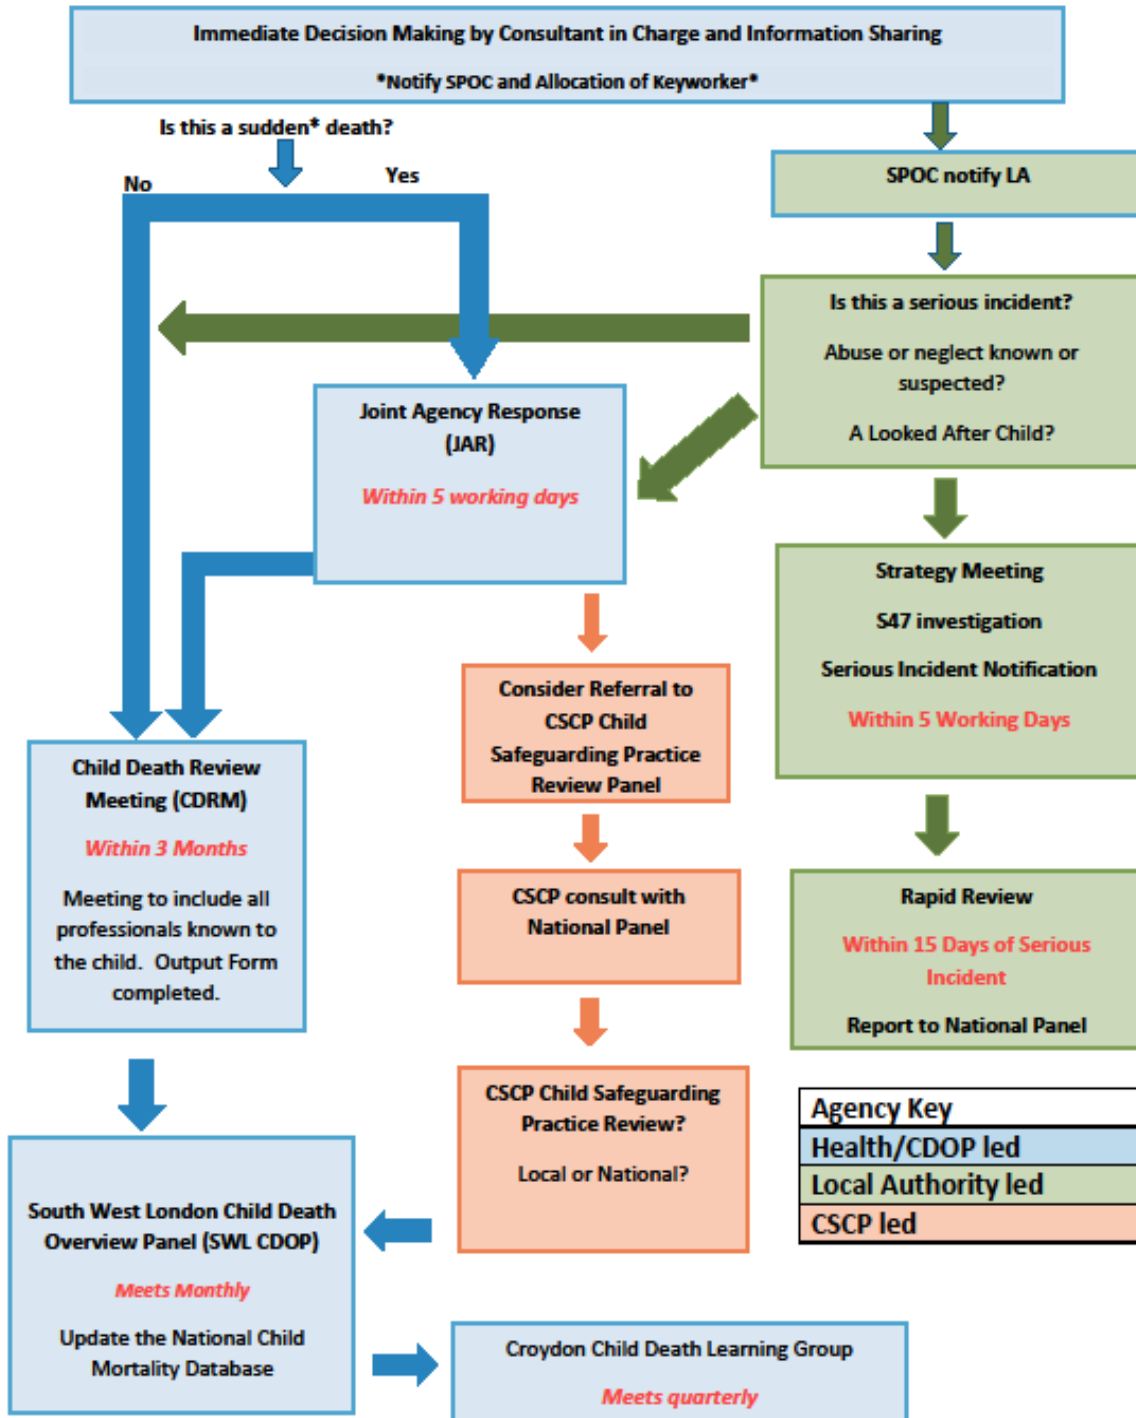 Immediate Decision Making by Consultant in Charge and Information Sharing
*Notify SPOC and Allocation of Keyworker*
Is this a sudden* death?
No
Yes
SPOC notify LA
Is this a serious incident?
Abuse or neglect known or
suspected?
A Looked After Child?
Joint Agency Response
(JAR)
Within 5 working days
Strategy Meeting
S47 investigation
Serious Incident Notification
Within 5 Working Days
Consider Referral to
CSCP Child
Safeguarding Practice
Review Panel
Child Death Review
Meeting (CDRM)
Within 3 Months
Meeting to include all
professionals known to
the child.  Output Form
completed.
CSCP consult with
National Panel
Rapid Review
Within 15 Days of Serious
Incident
Report to National Panel
CSCP Child Safeguarding
Practice Review?
Local or National?
Agency Key
Health/CDOP led
Local Authority led
CSCP led
South West London Child Death
Overview Panel (SWL CDOP)
Meets Monthly
Update the National Child
Mortality Database
Croydon Child Death Learning Group
Meets quarterly